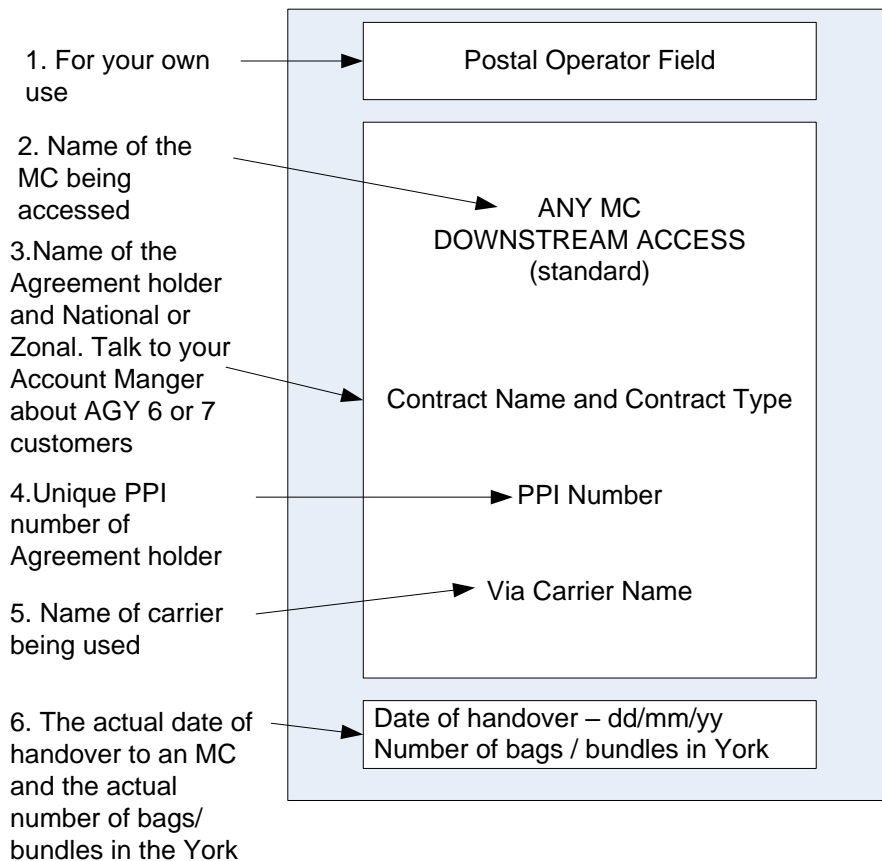 1. For your own
use
Postal Operator Field
2. Name of the
MC being
accessed
ANY MC
DOWNSTREAM ACCESS
(standard)
3.Name of the
Agreement holder
and National or
Zonal. Talk to your
Account Manger
about AGY 6 or 7
customers
Contract Name and Contract Type
4.Unique PPI
number of
Agreement holder
PPI Number
5. Name of carrier
being used
Via Carrier Name
6. The actual date of
handover to an MC
and the actual
number of bags/
bundles in the York
Date of handover – dd/mm/yy
Number of bags / bundles in York